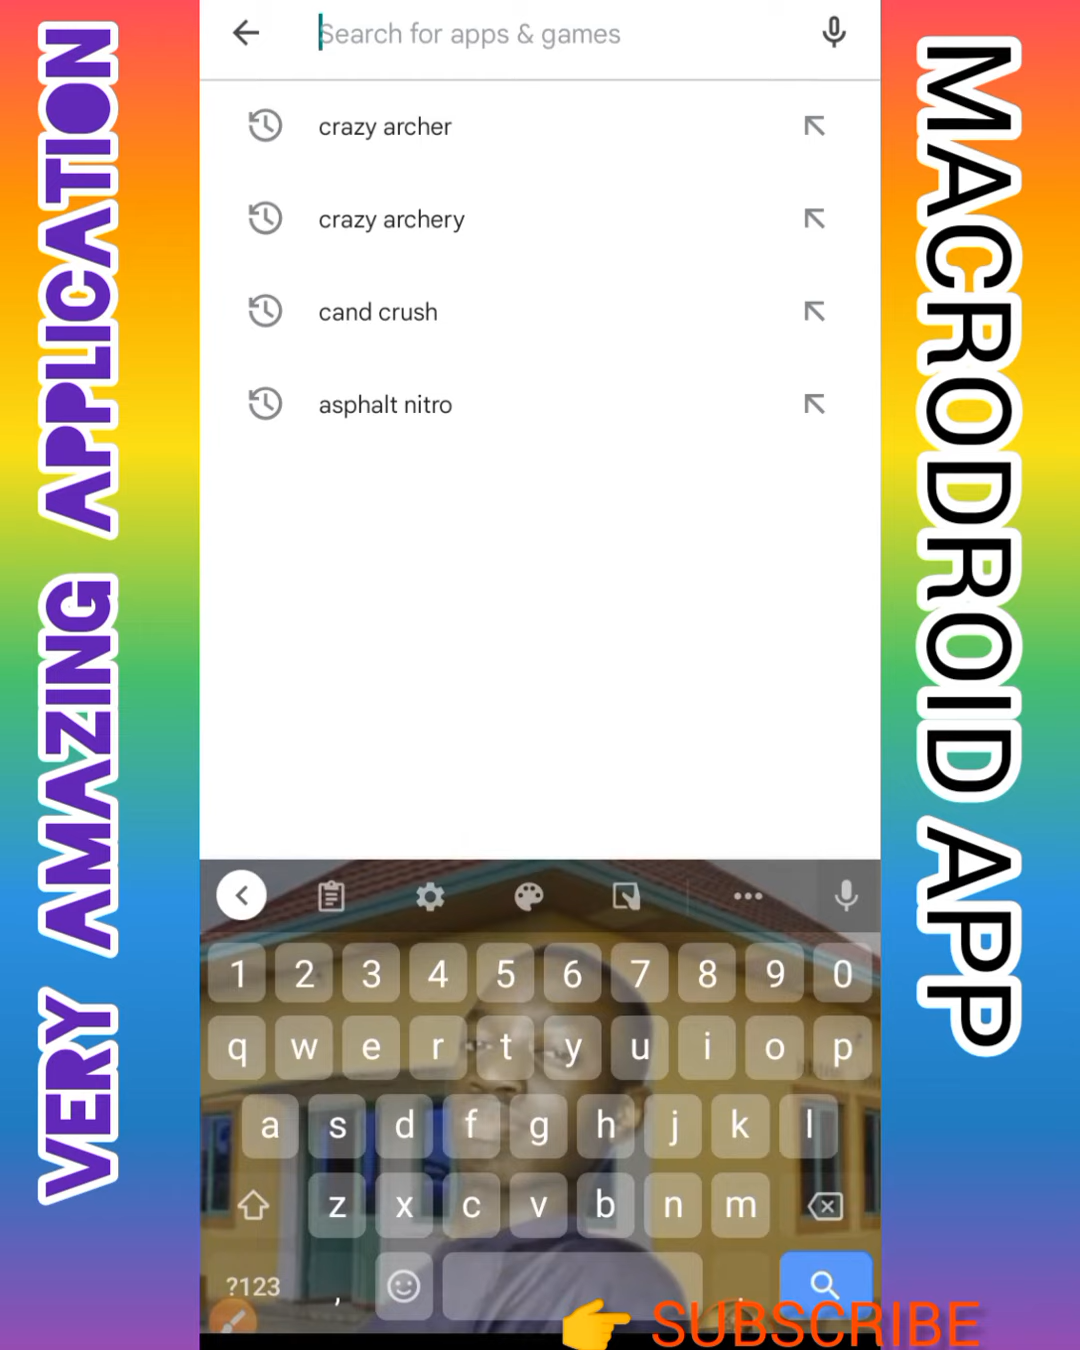 VERY AMAZING APPLICATION
Search for apps & games
crazy archer
crazy archery
cand crush
asphalt nitro
1 2 3 4 5 6 7 8 9 0
q w e r t y u i o p
a s d f g h j k l
z x c v b n m
?123 , .
SUBSCRIBE
MACRODROID APP